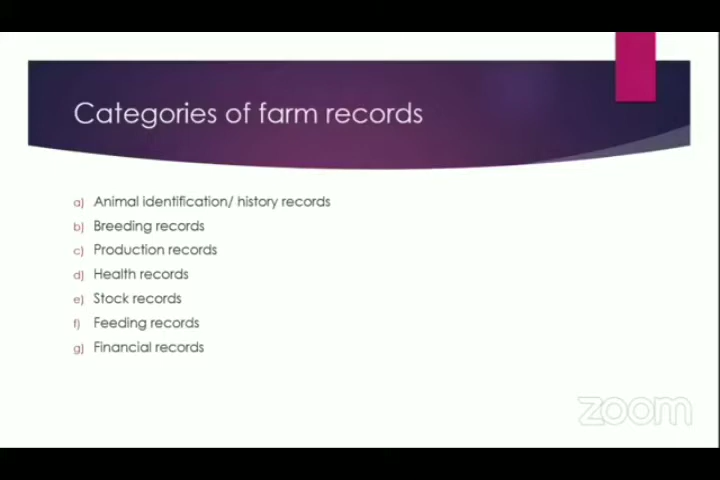 Categories of farm records
a) Animal identification/ history records
b) Breeding records
c) Production records
d) Health records
e) Stock records
f) Feeding records
g) Financial records
zoom